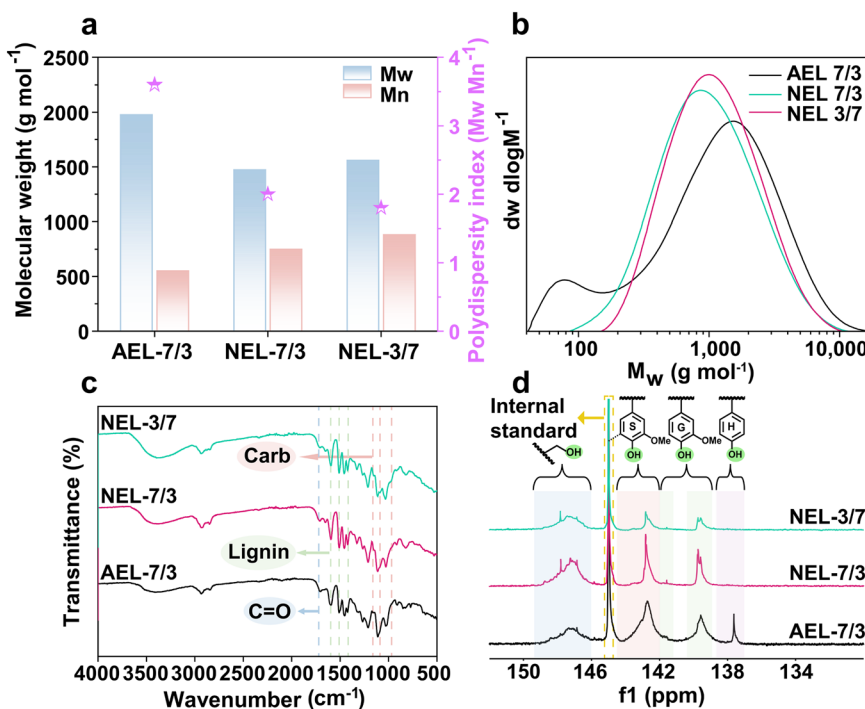 a
Molecular weight (g mol⁻¹)
2500
2000
1500
1000
500
0
Mw
Mn
4
3
2
1
0
Polydispersity index (Mw Mn⁻¹)
AEL-7/3
NEL-7/3
NEL-3/7
b
dw dlogM⁻¹
AEL 7/3
NEL 7/3
NEL 3/7
100
1,000
10,000
M_W (g mol⁻¹)
c
Transmittance (%)
NEL-3/7
Carb
NEL-7/3
Lignin
AEL-7/3
C=O
4000
3500
3000
2500
2000
1500
1000
500
Wavenumber (cm⁻¹)
d
Internal
standard
OH
S
OMe
OH
G
OMe
OH
H
OH
NEL-3/7
NEL-7/3
AEL-7/3
152
149
145
142
138
134
f1 (ppm)